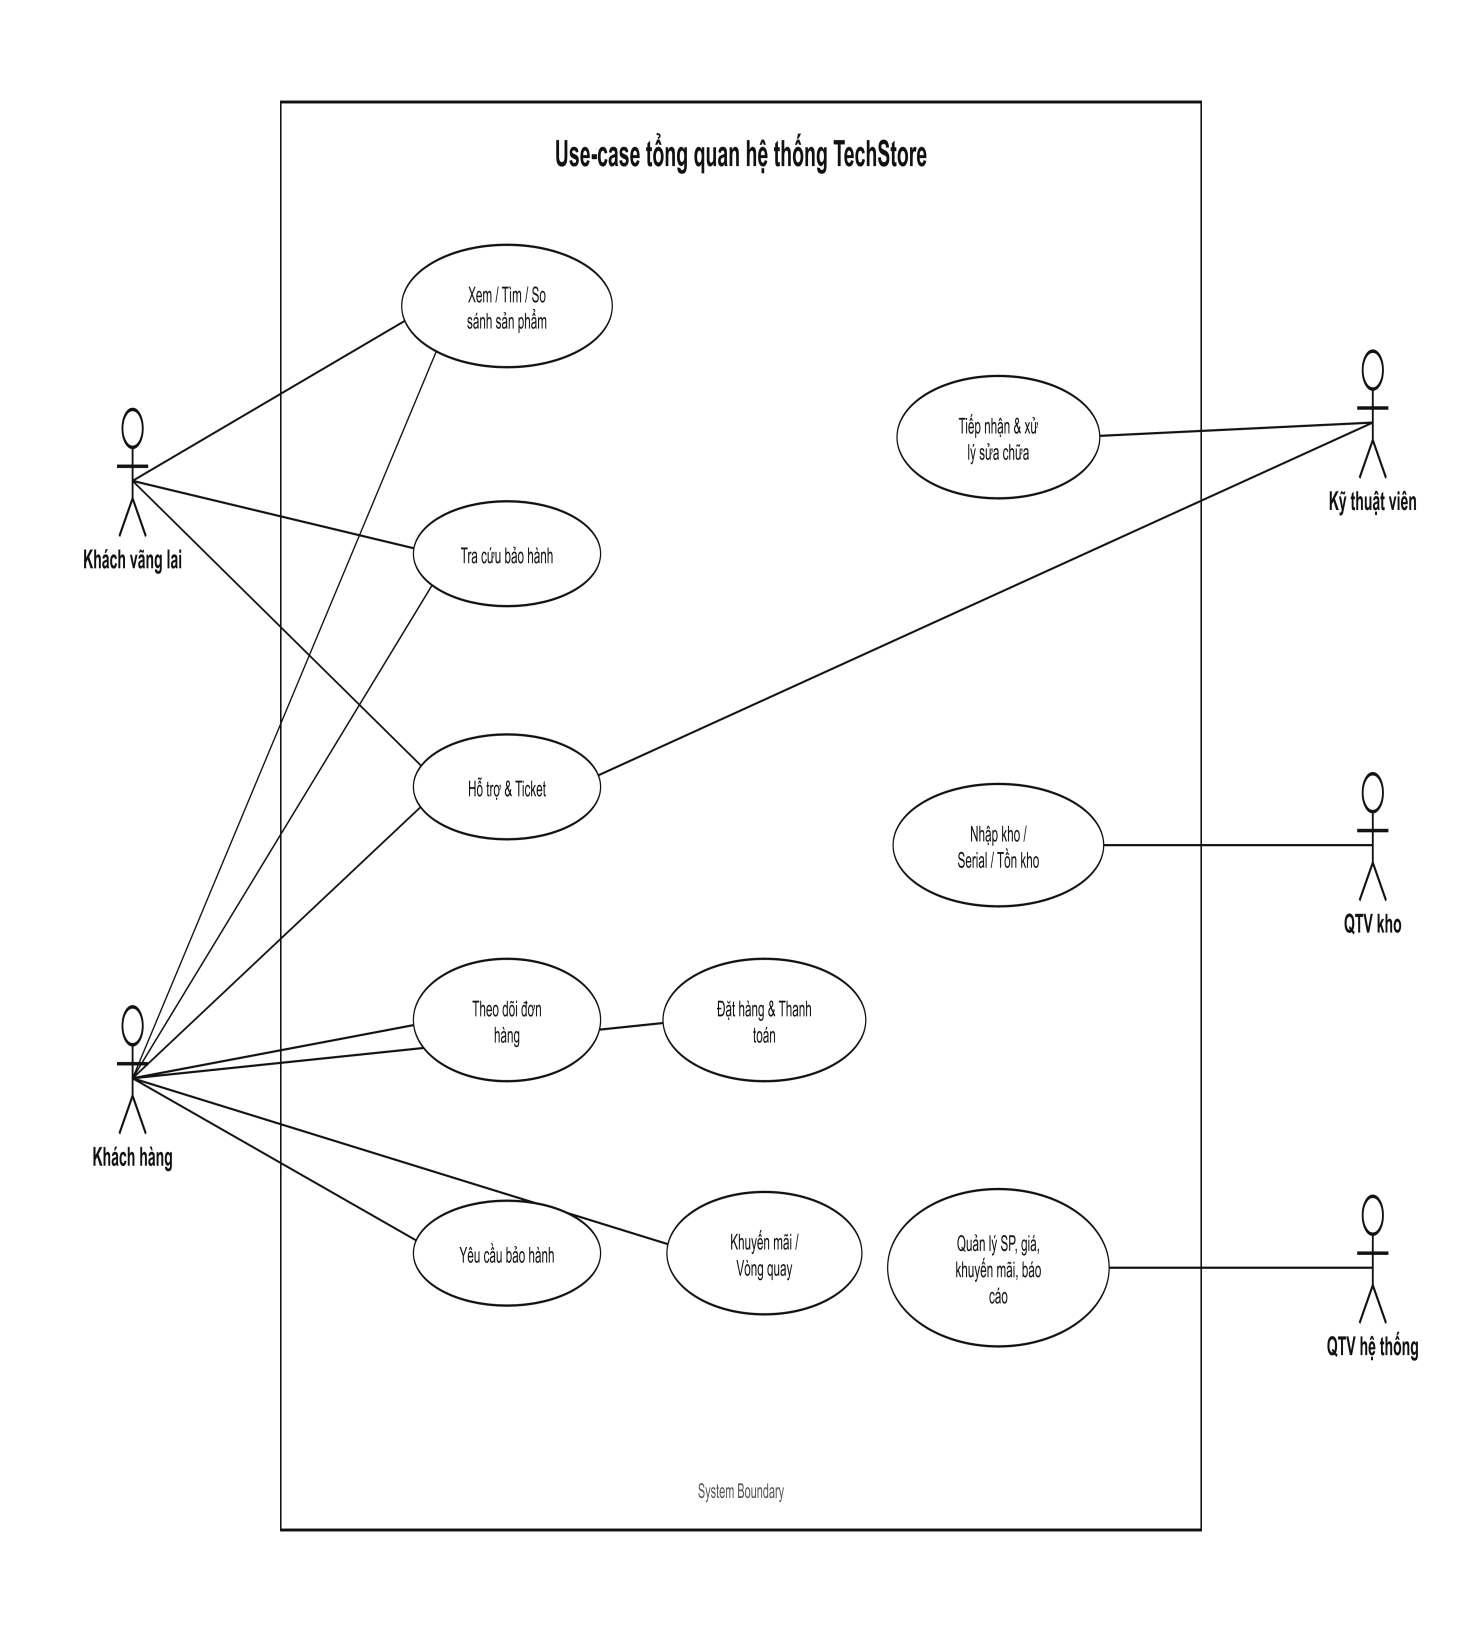 Use-case tổng quan hệ thống TechStore
Xem / Tìm / So
sánh sản phẩm
Tiếp nhận & xử
lý sửa chữa
Kỹ thuật viên
Khách vãng lai
Tra cứu bảo hành
Hỗ trợ & Ticket
Nhập kho /
Serial / Tồn kho
QTV kho
Theo dõi đơn
hàng
Đặt hàng & Thanh
toán
Khách hàng
Yêu cầu bảo hành
Khuyến mãi /
Vòng quay
Quản lý SP, giá,
khuyến mãi, báo
cáo
QTV hệ thống
System Boundary